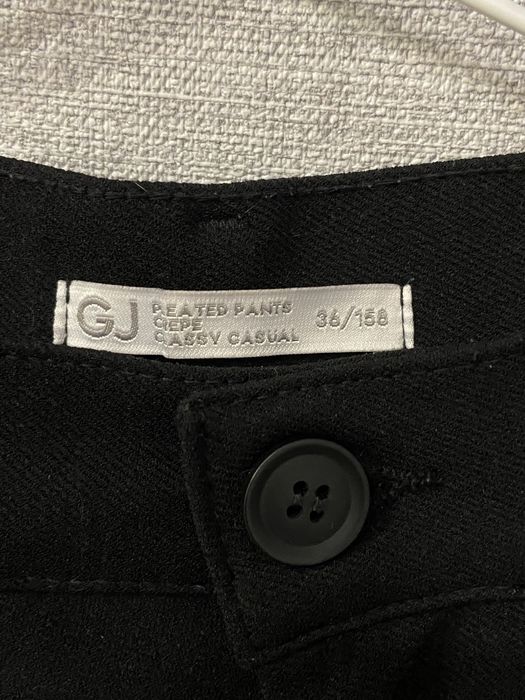 GJ
PLEATED PANTS
CREPE
CLASSY CASUAL
36/158